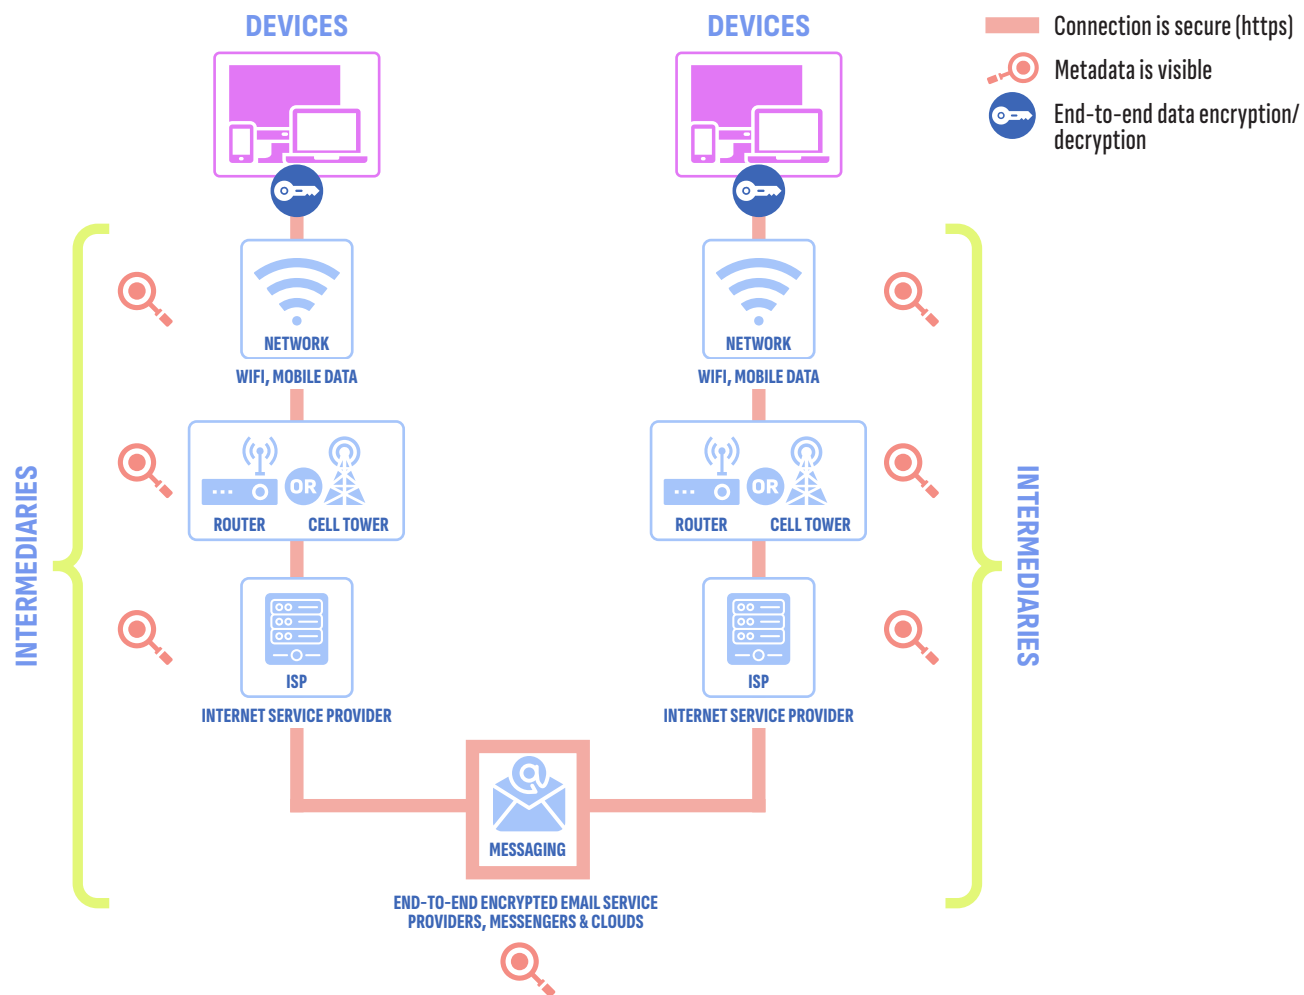 DEVICES
DEVICES
Connection is secure (https)
Metadata is visible
End-to-end data encryption/
decryption
NETWORK
WIFI, MOBILE DATA
NETWORK
WIFI, MOBILE DATA
OR
ROUTER
CELL TOWER
OR
ROUTER
CELL TOWER
INTERMEDIARIES
INTERMEDIARIES
ISP
INTERNET SERVICE PROVIDER
ISP
INTERNET SERVICE PROVIDER
@
MESSAGING
END-TO-END ENCRYPTED EMAIL SERVICE
PROVIDERS, MESSENGERS & CLOUDS